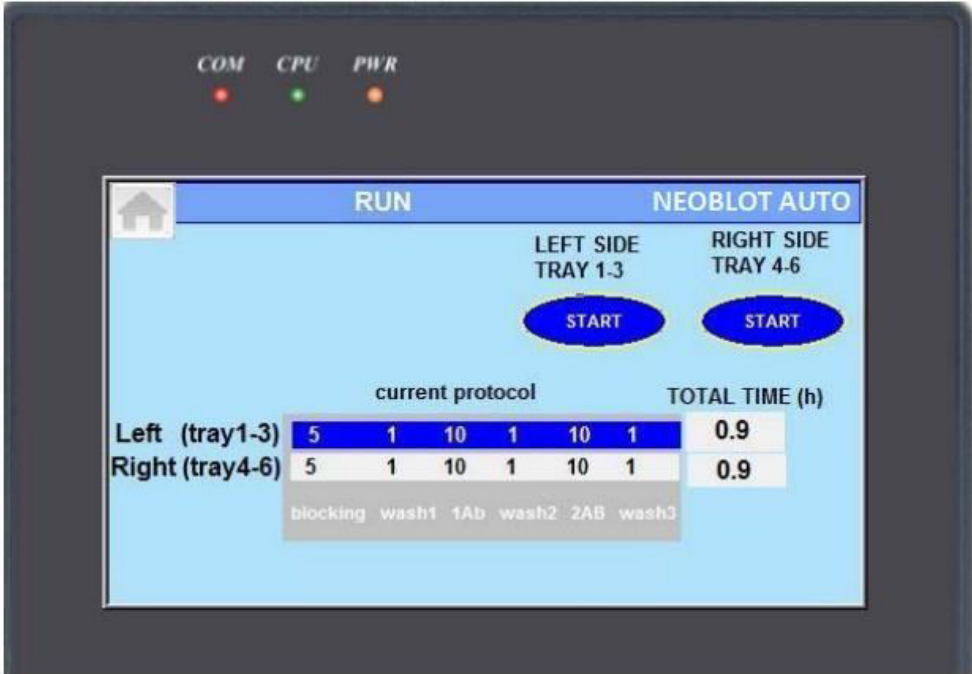 COM CPU PWR
RUN NEOBLOT AUTO
LEFT SIDE
TRAY 1-3
RIGHT SIDE
TRAY 4-6
START START
current protocol TOTAL TIME (h)
Left (tray1-3) 5 1 10 1 10 1 0.9
Right (tray4-6) 5 1 10 1 10 1 0.9
blocking wash1 1Ab wash2 2AB wash3